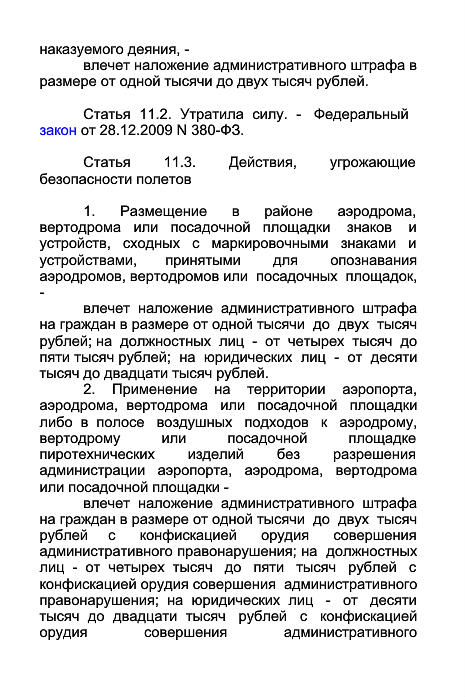 наказуемого деяния, -
влечет наложение административного штрафа в
размере от одной тысячи до двух тысяч рублей.
Статья 11.2. Утратила силу. - Федеральный
закон от 28.12.2009 N 380-ФЗ.
Статья 11.3. Действия, угрожающие
безопасности полетов
1. Размещение в районе аэродрома,
вертодрома или посадочной площадки знаков и
устройств, сходных с маркировочными знаками и
устройствами, принятыми для опознавания
аэродромов, вертодромов или посадочных площадок,
-
влечет наложение административного штрафа
на граждан в размере от одной тысячи до двух тысяч
рублей; на должностных лиц - от четырех тысяч до
пяти тысяч рублей; на юридических лиц - от десяти
тысяч до двадцати тысяч рублей.
2. Применение на территории аэропорта,
аэродрома, вертодрома или посадочной площадки
либо в полосе воздушных подходов к аэродрому,
вертодрому или посадочной площадке
пиротехнических изделий без разрешения
администрации аэропорта, аэродрома, вертодрома
или посадочной площадки -
влечет наложение административного штрафа
на граждан в размере от одной тысячи до двух тысяч
рублей с конфискацией орудия совершения
административного правонарушения; на должностных
лиц - от четырех тысяч до пяти тысяч рублей с
конфискацией орудия совершения административного
правонарушения; на юридических лиц - от десяти
тысяч до двадцати тысяч рублей с конфискацией
орудия совершения административного